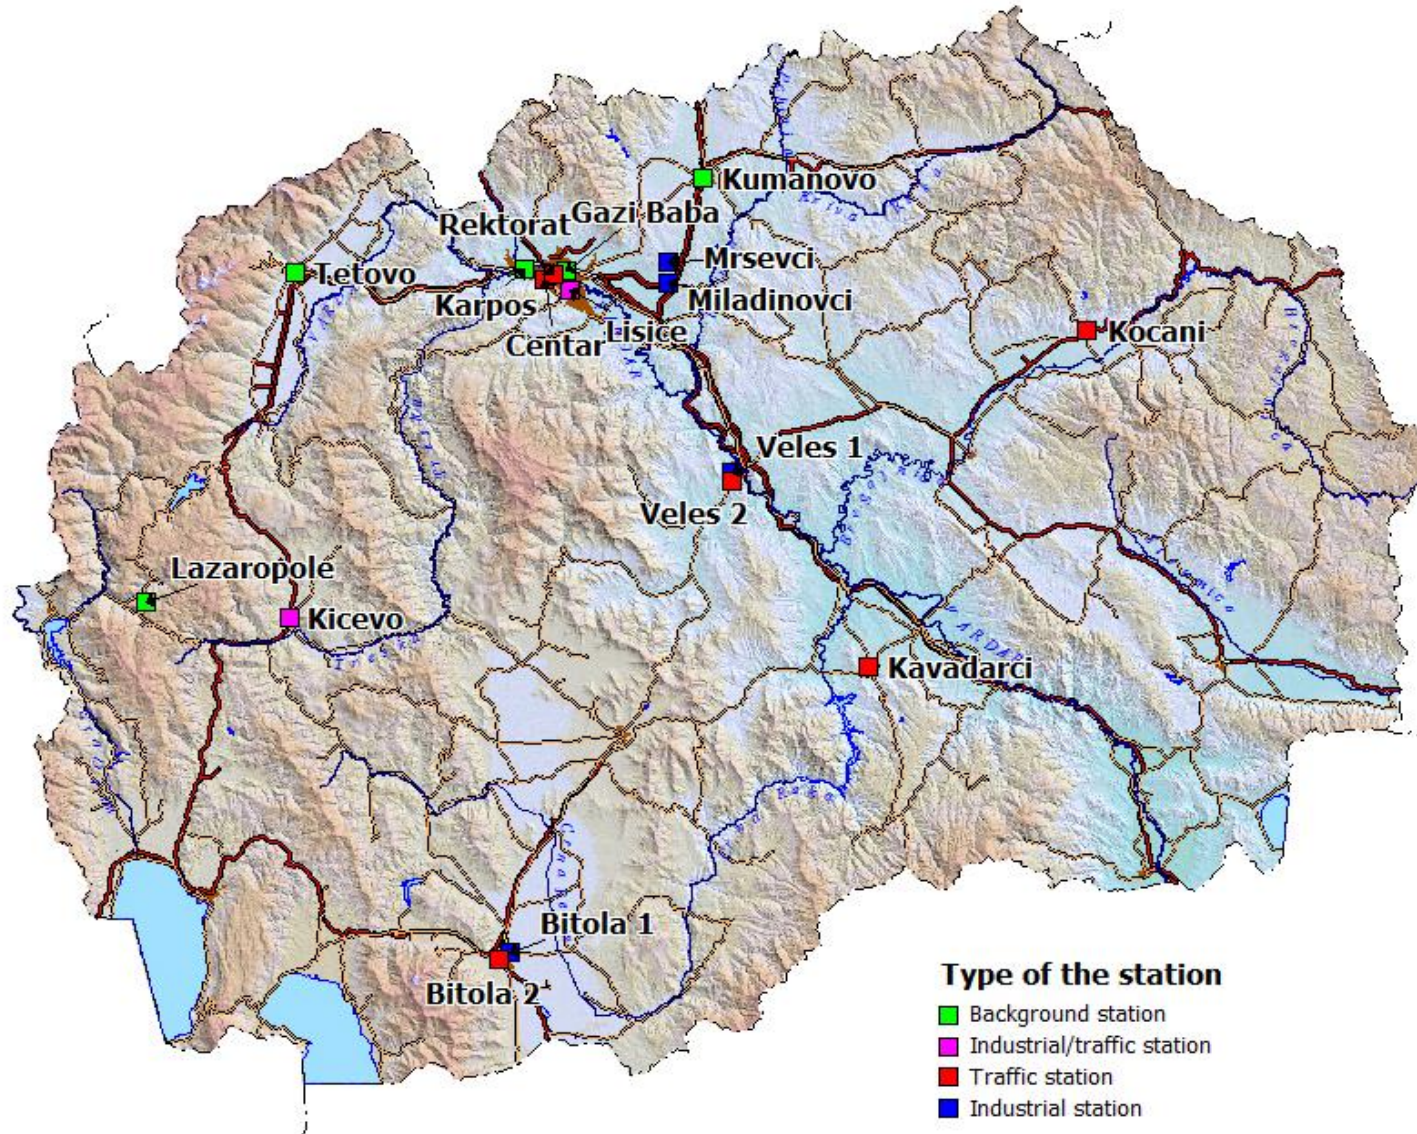 Kumanovo
Gazi Baba
Rektorat
Mrsevci
Tetovo
Miladinovci
Karpos
Lisice
Centar
Kocani
Veles 1
Veles 2
Lazaropole
Kicevo
Treska
Kavadarci
Bitola 1
Bitola 2
Type of the station
Background station
Industrial/traffic station
Traffic station
Industrial station